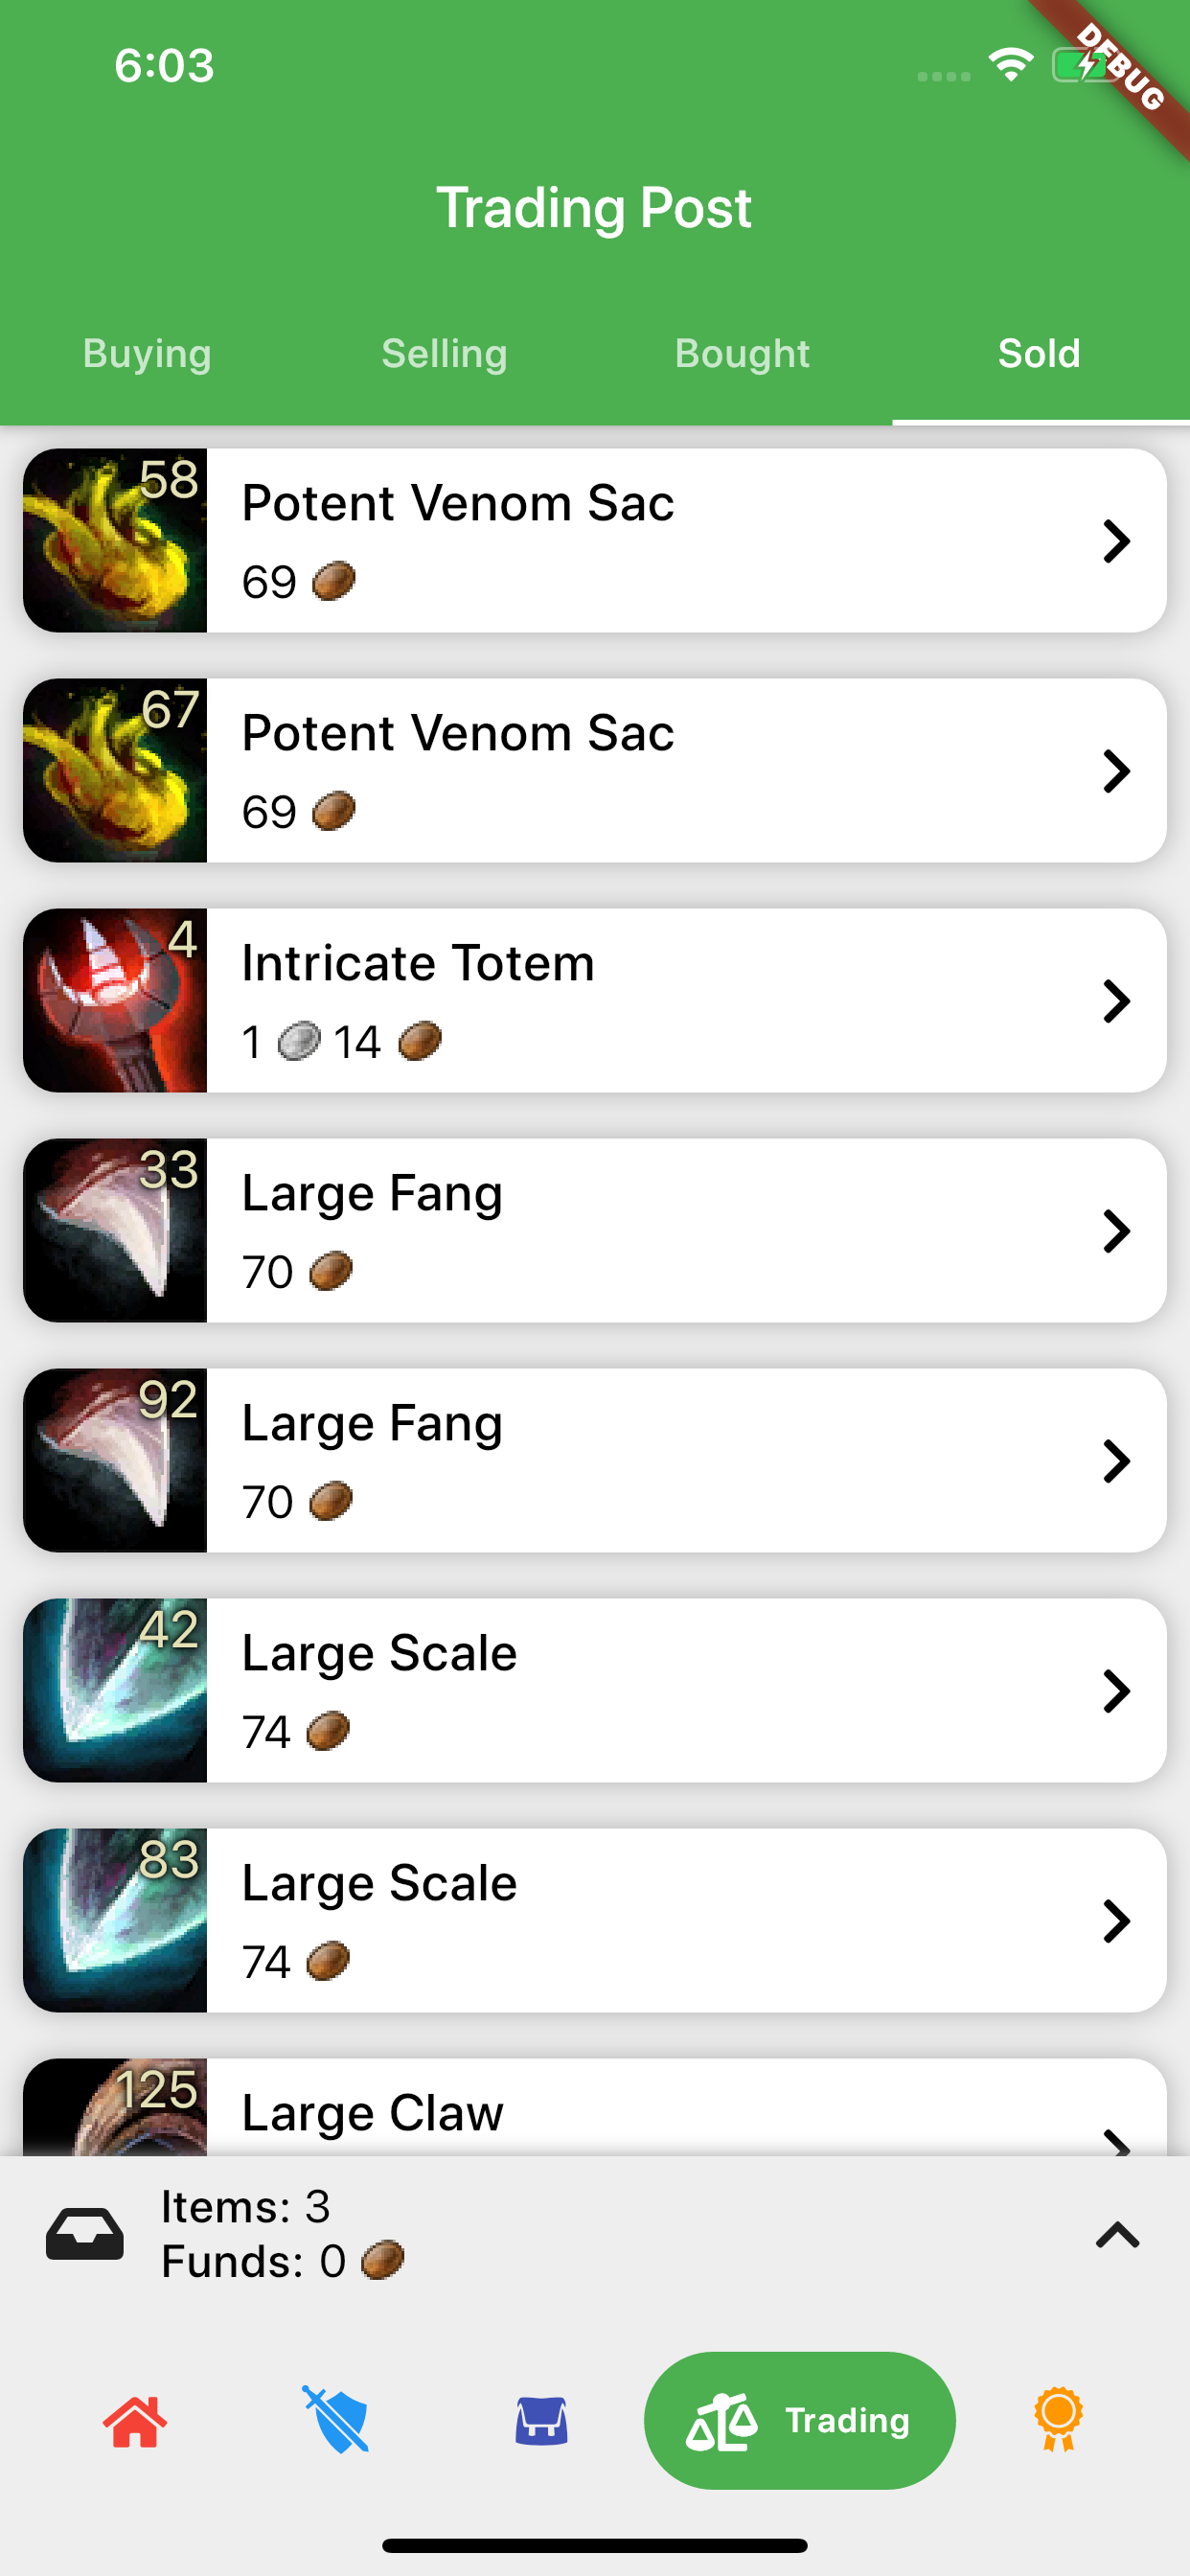 6:03
DEBUG
Trading Post
Buying Selling Bought Sold
58
Potent Venom Sac
69
67
Potent Venom Sac
69
4
Intricate Totem
1 14
33
Large Fang
70
92
Large Fang
70
42
Large Scale
74
83
Large Scale
74
125
Large Claw
Items: 3
Funds: 0
Trading